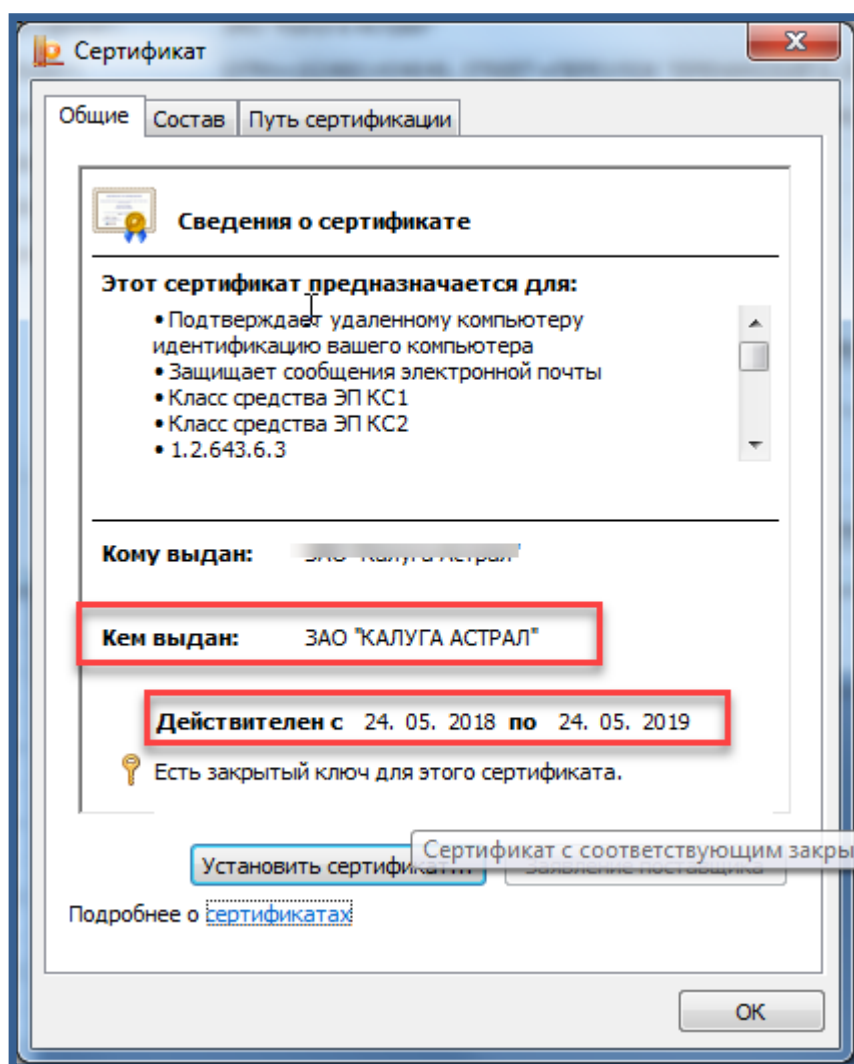 Сертификат
Общие Состав Путь сертификации
Сведения о сертификате
Этот сертификат предназначается для:
• Подтверждает удаленному компьютеру
идентификацию вашего компьютера
• Защищает сообщения электронной почты
• Класс средства ЭП КС1
• Класс средства ЭП КС2
• 1.2.643.6.3
Кому выдан:
Кем выдан: ЗАО "КАЛУГА АСТРАЛ"
Действителен с 24. 05. 2018 по 24. 05. 2019
Есть закрытый ключ для этого сертификата.
Сертификат с соответствующим закры
Установить сертификат...
Подробнее о сертификатах
ОК